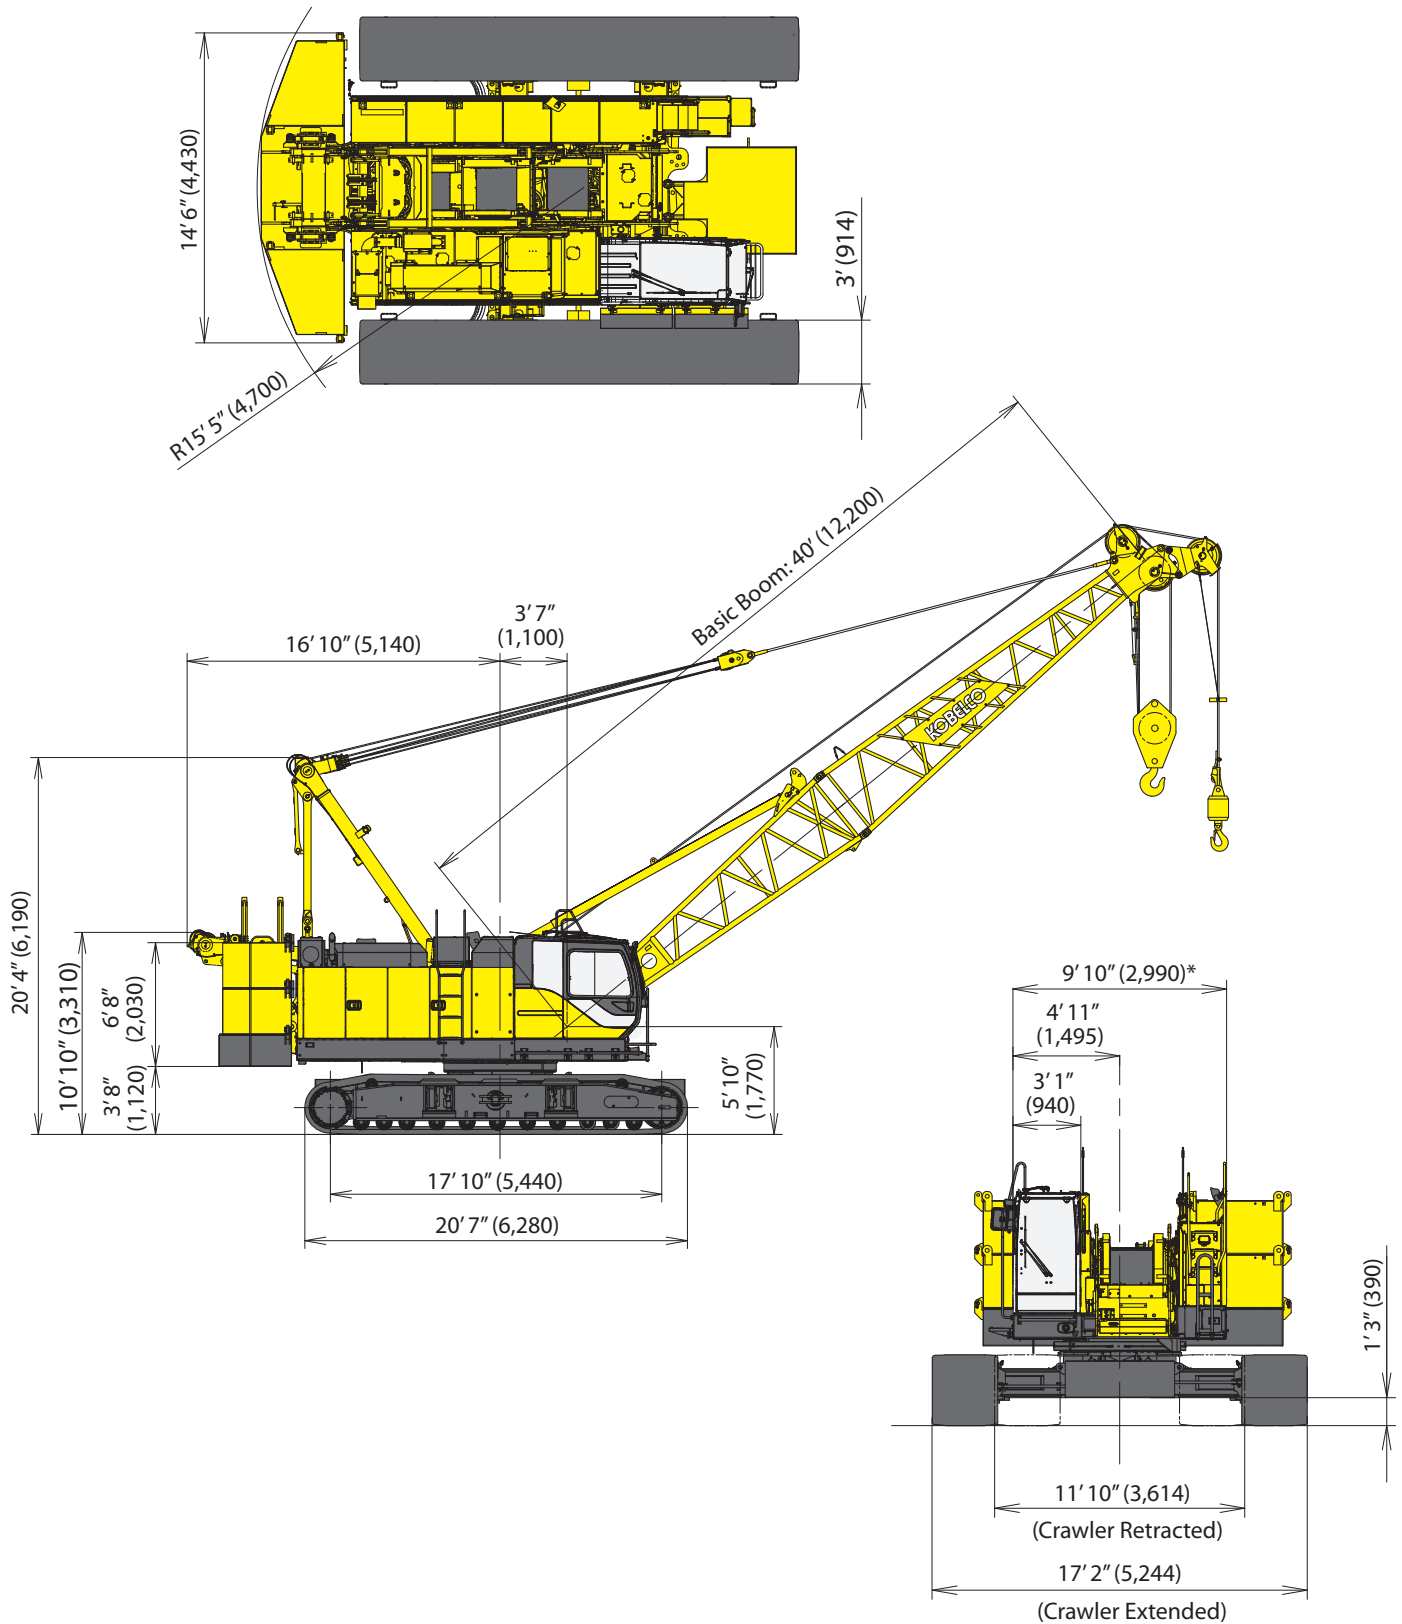 14′ 6″ (4,430)
3′ (914)
R15′ 5″ (4,700)
Basic Boom: 40′ (12,200)
3′ 7″
(1,100)
16′ 10″ (5,140)
KOBELCO
20′ 4″ (6,190)
10′ 10″ (3,310)
6′ 8″
(2,030)
3′ 8″
(1,120)
5′ 10″
(1,770)
17′ 10″ (5,440)
20′ 7″ (6,280)
9′ 10″ (2,990)*
4′ 11″
(1,495)
3′ 1″
(940)
1′ 3″ (390)
11′ 10″ (3,614)
(Crawler Retracted)
17′ 2″ (5,244)
(Crawler Extended)